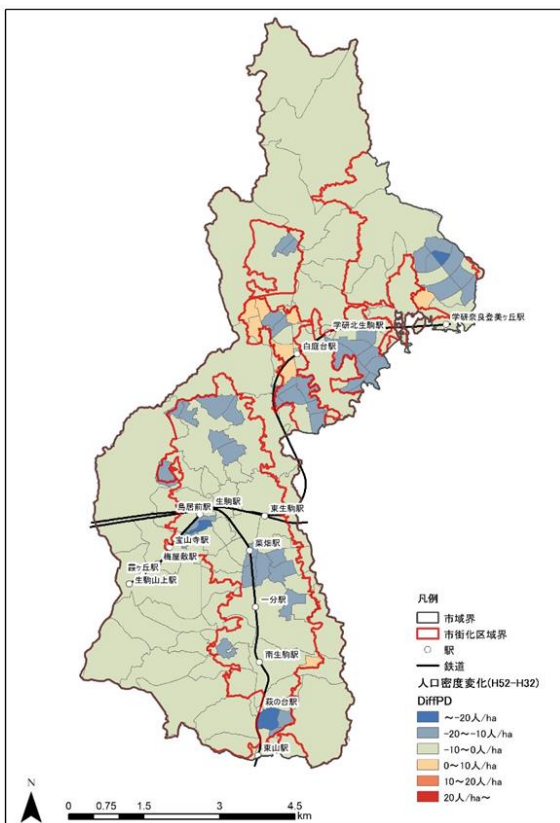 学研北生駒駅
学研奈良登美ヶ丘駅
白庭台駅
生駒駅
鳥居前駅
東生駒駅
宝山寺駅
菜畑駅
梅屋敷駅
霞ヶ丘駅
生駒山上駅
一分駅
南生駒駅
萩の台駅
東山駅
凡例
市域界
市街化区域界
駅
鉄道
人口密度変化(H52-H32)
DiffPD
～-20人/ha
-20～-10人/ha
-10～0人/ha
0～10人/ha
10～20人/ha
20人/ha～
N
0 0.75 1.5 3 4.5
km